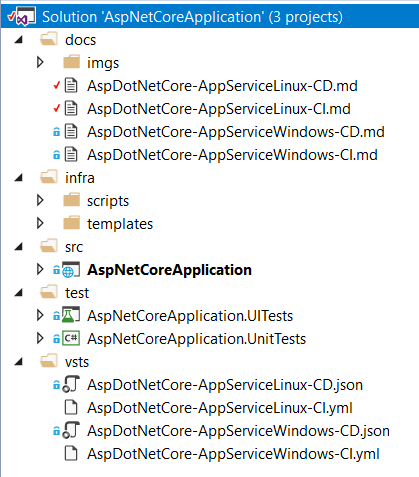 Solution 'AspNetCoreApplication' (3 projects)
docs
imgs
AspDotNetCore-AppServiceLinux-CD.md
AspDotNetCore-AppServiceLinux-CI.md
AspDotNetCore-AppServiceWindows-CD.md
AspDotNetCore-AppServiceWindows-CI.md
infra
scripts
templates
src
AspNetCoreApplication
test
AspNetCoreApplication.UITests
C# AspNetCoreApplication.UnitTests
vsts
AspDotNetCore-AppServiceLinux-CD.json
AspDotNetCore-AppServiceLinux-CI.yml
AspDotNetCore-AppServiceWindows-CD.json
AspDotNetCore-AppServiceWindows-CI.yml